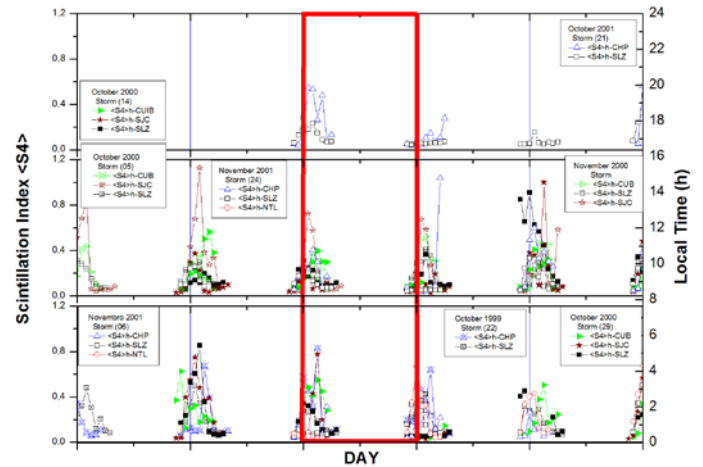 Scintillation Index <S4>
1.2
0.8
0.4
0.0
1.2
0.8
0.4
0.0
1.2
0.8
0.4
0.0
October 2000
Storm (14)
<S4>h-CUIB
<S4>h-SJC
<S4>h-SLZ
October 2001
Storm (21)
<S4>h-CHP
<S4>h-SLZ
October 2000
Storm (05)
<S4>h-CUB
<S4>h-SJC
<S4>h-SLZ
November 2001
Storm (24)
<S4>h-CHP
<S4>h-SLZ
<S4>h-NTL
November 2000
Storm
<S4>h-CUB
<S4>h-SLZ
<S4>h-SJC
Novembro 2001
Storm (06)
<S4>h-CHP
<S4>h-SLZ
<S4>h-NTL
October 1999
Storm (22)
<S4>h-CHP
<S4>h-SLZ
October 2000
Storm (29)
<S4>h-CUB
<S4>h-SJC
<S4>h-SLZ
24
22
20
18
16
14
12
10
8
6
4
2
0
Local Time (h)
DAY